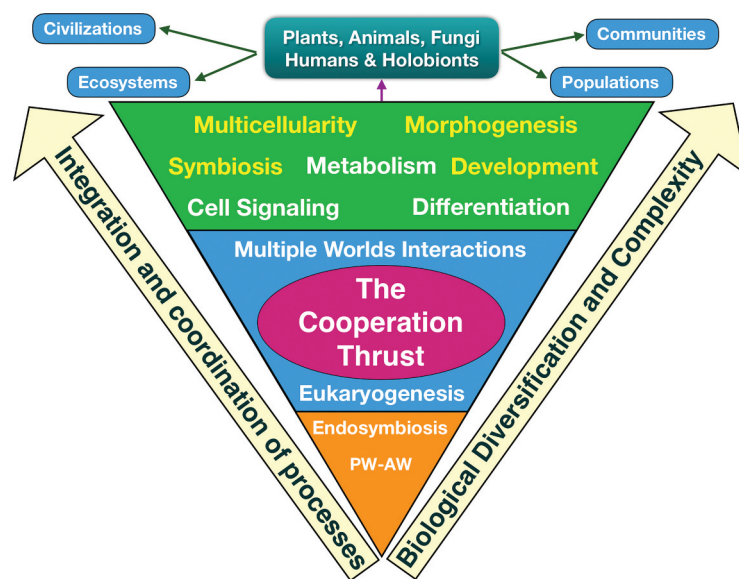 Civilizations
Plants, Animals, Fungi
Humans & Holobionts
Communities
Ecosystems
Populations
Multicellularity
Morphogenesis
Symbiosis
Metabolism
Development
Cell Signaling
Differentiation
Multiple Worlds Interactions
The
Cooperation
Thrust
Eukaryogenesis
Endosymbiosis
PW-AW
Integration and coordination of processes
Biological Diversification and Complexity